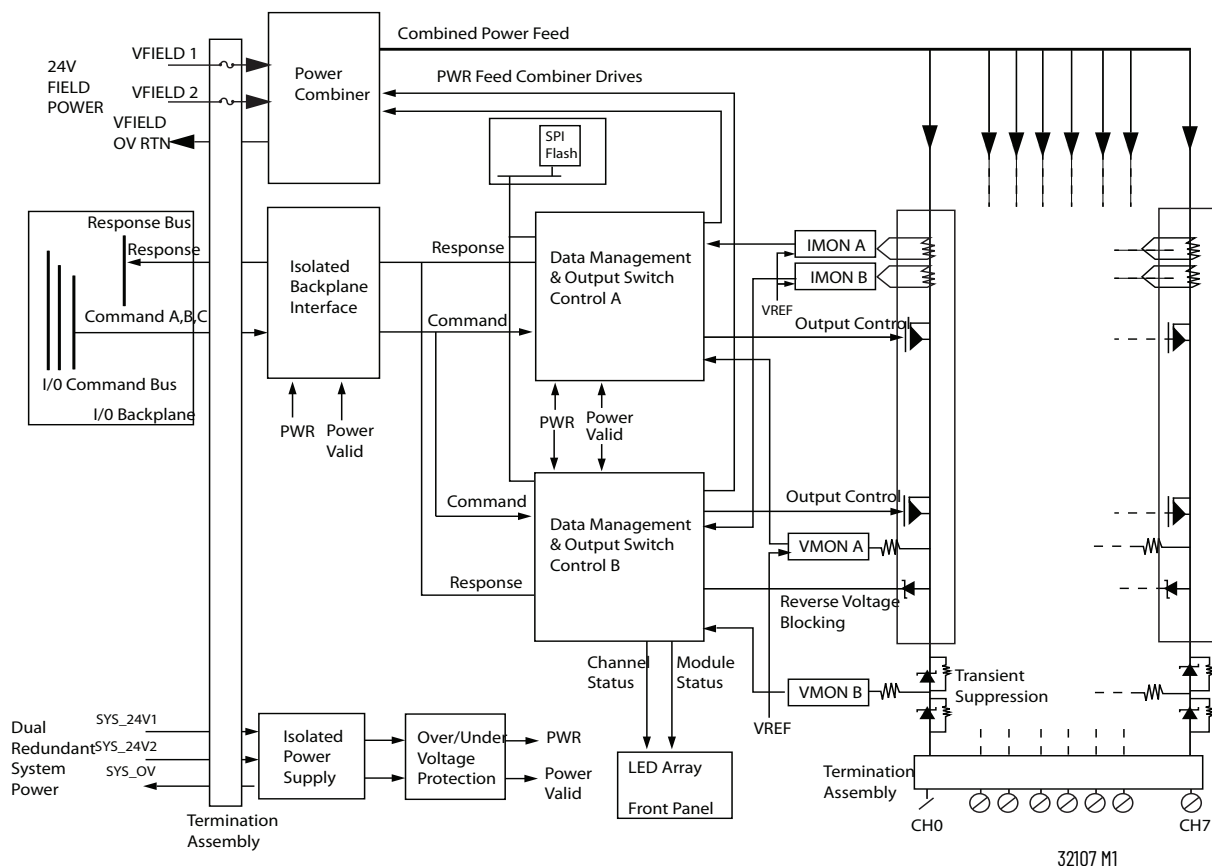 Combined Power Feed
VFIELD 1
24V
FIELD
POWER
Power
Combiner
PWR Feed Combiner Drives
VFIELD 2
VFIELD
OV RTN
SPI
Flash
Response Bus
Response
Isolated
Backplane
Interface
Response
Data Management
& Output Switch
Control A
IMON A
IMON B
VREF
Command A,B,C
Command
Output Control
I/0 Command Bus
I/0 Backplane
PWR
Power
Valid
PWR
Power
Valid
Command
Data Management
& Output Switch
Control B
Output Control
VMON A
Response
Reverse Voltage
Blocking
Channel
Status
Module
Status
VMON B
Transient
Suppression
VREF
Dual
Redundant
System
Power
SYS_24V1
SYS_24V2
SYS_OV
Isolated
Power
Supply
Over/Under
Voltage
Protection
PWR
Power
Valid
LED Array
Front Panel
Termination
Assembly
Termination
Assembly
CH0
CH7
32107 M1